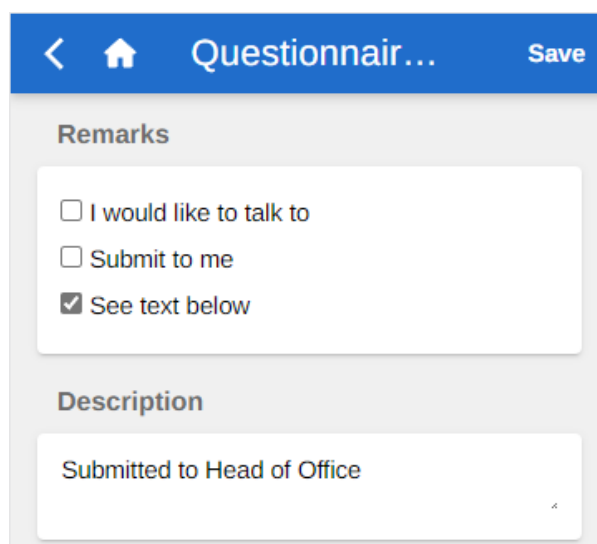 Questionnair... Save
Remarks
I would like to talk to
Submit to me
See text below
Description
Submitted to Head of Office